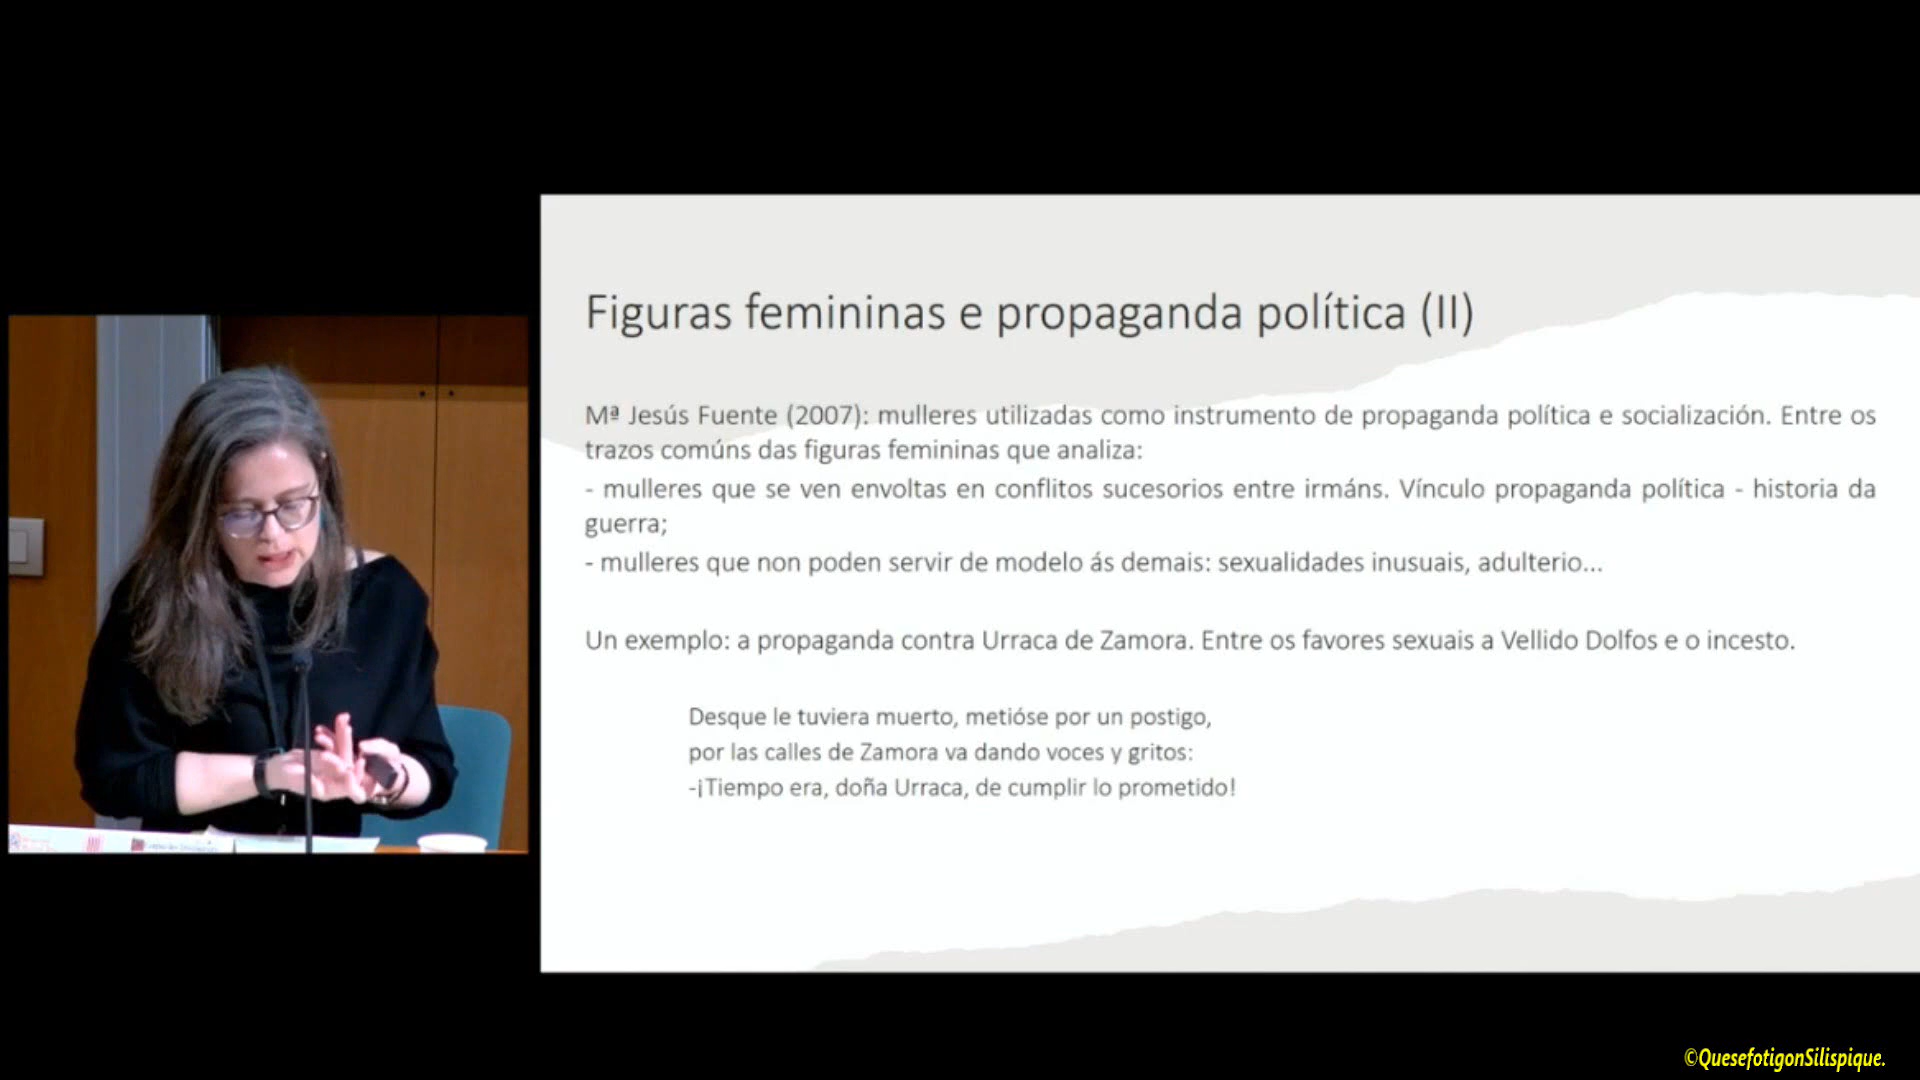 Figuras femininas e propaganda política (II)
Mª Jesús Fuente (2007): mulleres utilizadas como instrumento de propaganda política e socialización. Entre os
trazos comúns das figuras femininas que analiza:
- mulleres que se ven envoltas en conflitos sucesorios entre irmáns. Vínculo propaganda política - historia da
guerra;
- mulleres que non poden servir de modelo ás demais: sexualidades inusuais, adulterio...
Un exemplo: a propaganda contra Urraca de Zamora. Entre os favores sexuais a Vellido Dolfos e o incesto.
Desque le tuviera muerto, metióse por un postigo,
por las calles de Zamora va dando voces y gritos:
-¡Tiempo era, doña Urraca, de cumplir lo prometido!
©QuesefotigonSilispique.